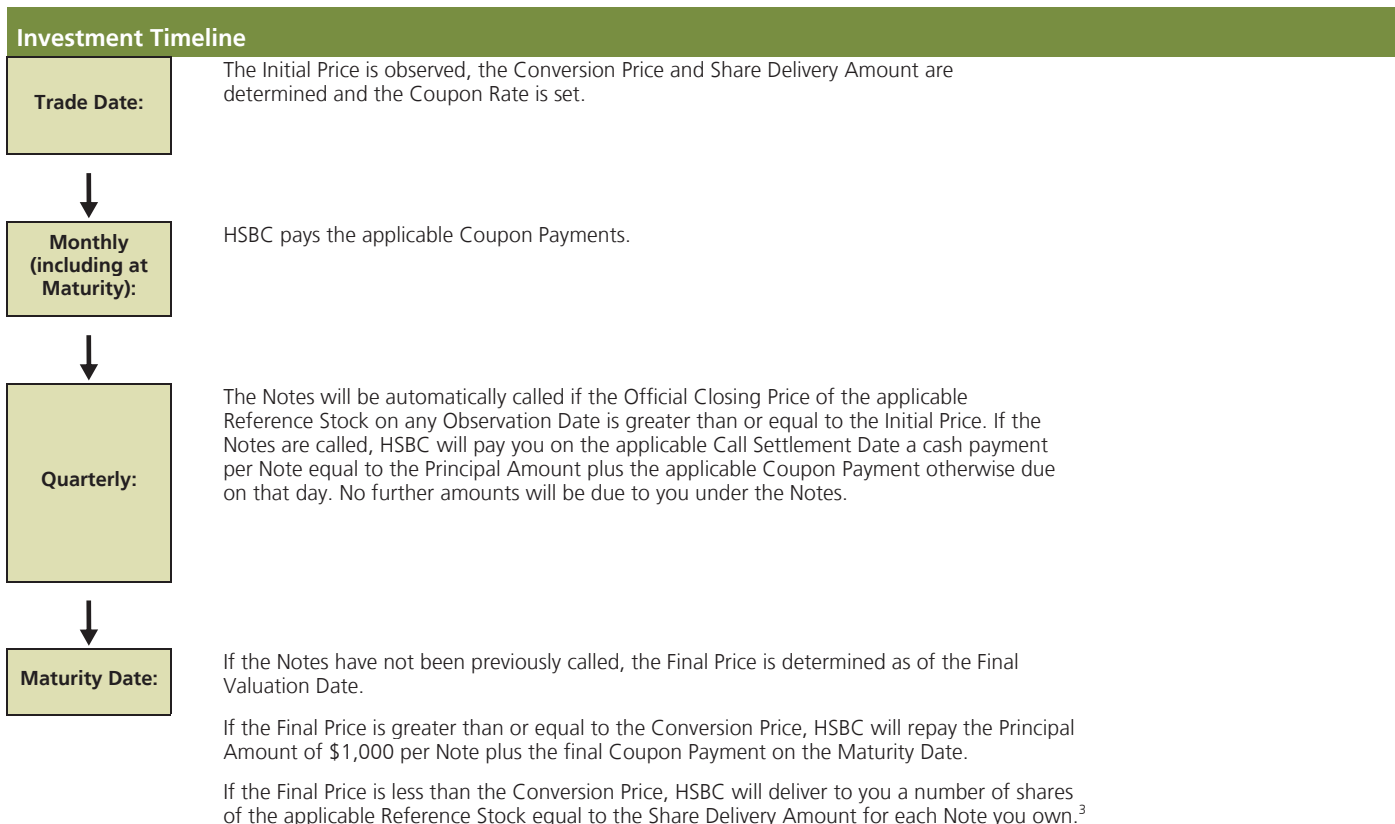 Investment Timeline
Trade Date:
The Initial Price is observed, the Conversion Price and Share Delivery Amount are
determined and the Coupon Rate is set.
Monthly
(including at
Maturity):
HSBC pays the applicable Coupon Payments.
Quarterly:
The Notes will be automatically called if the Official Closing Price of the applicable
Reference Stock on any Observation Date is greater than or equal to the Initial Price. If the
Notes are called, HSBC will pay you on the applicable Call Settlement Date a cash payment
per Note equal to the Principal Amount plus the applicable Coupon Payment otherwise due
on that day. No further amounts will be due to you under the Notes.
Maturity Date:
If the Notes have not been previously called, the Final Price is determined as of the Final
Valuation Date.
If the Final Price is greater than or equal to the Conversion Price, HSBC will repay the Principal
Amount of $1,000 per Note plus the final Coupon Payment on the Maturity Date.
If the Final Price is less than the Conversion Price, HSBC will deliver to you a number of shares
of the applicable Reference Stock equal to the Share Delivery Amount for each Note you own.³